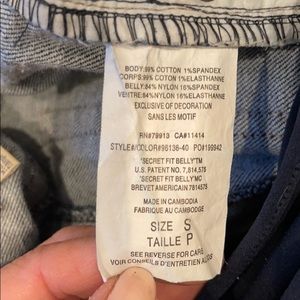 BODY:99% COTTON 1%SPANDEX
CORPS:99% COTON 1%ELASTHANNE
BELLY:84% NYLON 16%SPANDEX
VENTRE:84%NYLON 16%ELASTHANNE
EXCLUSIVE OF DECORATION
SANS LES MOTIF
RN#79913 CA#11414
STYLE#/COLOR#96136-40 PO#199942
'SECRET FIT BELLY'TM
U.S. PATENT NO. 7,814,575
'SECRET FIT BELLY'MC
BREVET AMERICAIN 7814575
MADE IN CAMBODIA
FABRIQUE AU CAMBODGE
SIZE S
TAILLE P
SEE REVERSE FOR CARE
VOIR CONSEILS D'ENTRETIEN AU DOS